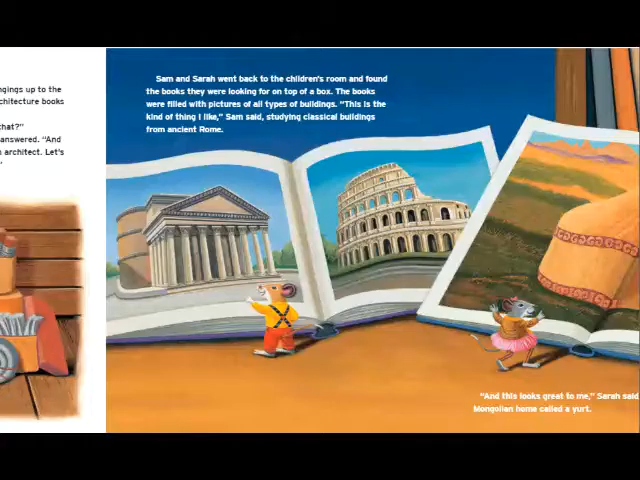 ngings up to the
chitecture books
hat?"
answered. "And
architect. Let's
"
Sam and Sarah went back to the children's room and found
the books they were looking for on top of a box. The books
were filled with pictures of all types of buildings. "This is the
kind of thing I like," Sam said, studying classical buildings
from ancient Rome.
"And this looks great to me," Sarah said
Mongolian home called a yurt.